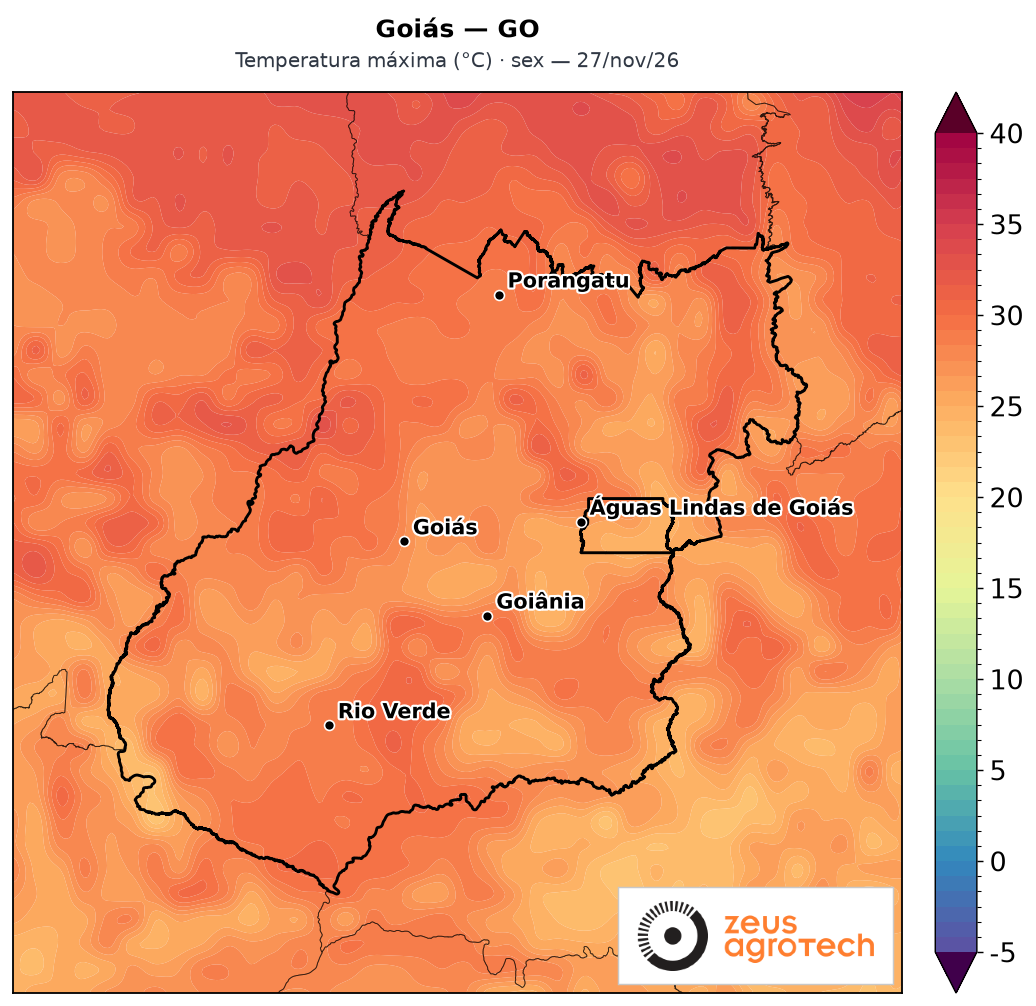 Goiás — GO
Temperatura máxima (°C) · sex — 27/nov/26
Porangatu
Águas Lindas de Goiás
Goiás
Goiânia
Rio Verde
40
35
30
25
20
15
10
5
0
-5
zeus
agrotech